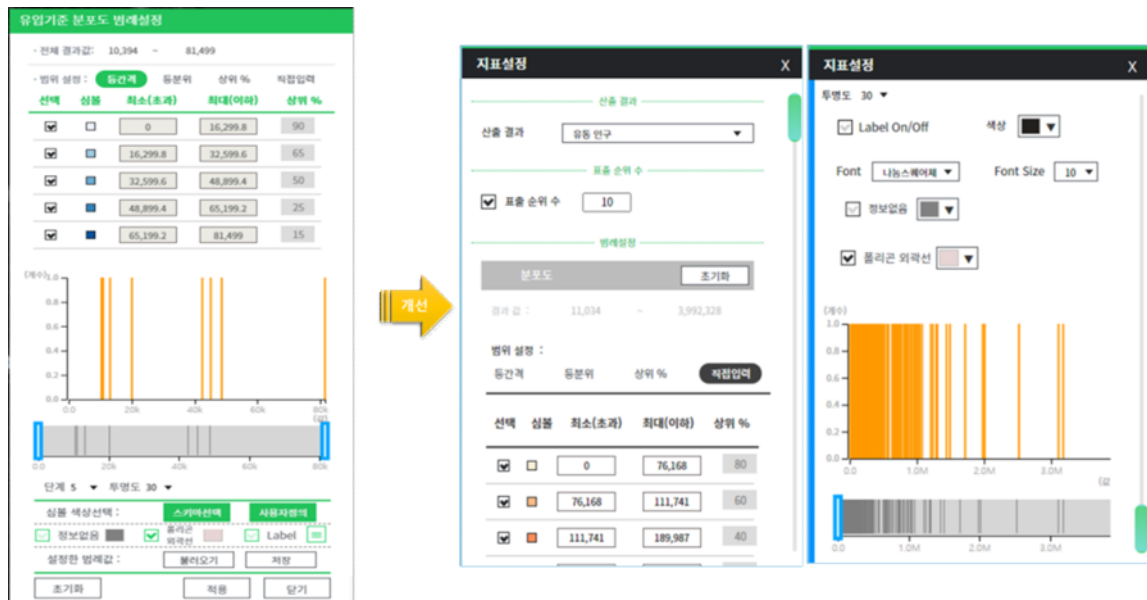 유입기준 분포도 범례설정
· 전체 결과값: 10,394 ~ 81,499
· 범위 설정 : 등간격 등분위 상위 % 직접입력
선택 심볼 최소(초과) 최대(이하) 상위 %
0 16,299.8 90
16,299.8 32,599.6 65
32,599.6 48,899.4 50
48,899.4 65,199.2 25
65,199.2 81,499 15
(개수)
1.0
0.8
0.6
0.4
0.2
0.0
0.0 20k 40k 60k 80k
(값)
0.0 20k 40k 60k 80k
단계 5 ▼ 투명도 30 ▼
심볼 색상선택 : 스키마선택 사용자정의
정보없음 폴리곤 외곽선 Label
설정한 범례값 : 불러오기 저장
초기화 적용 닫기
개선
지표설정 X
산출 결과
산출 결과 유동 인구 ▼
표출 순위 수
표출 순위 수 10
범례설정
분포도 초기화
결과 값 : 11,034 ~ 3,992,328
범위 설정 :
등간격 등분위 상위 % 직접입력
선택 심볼 최소(초과) 최대(이하) 상위 %
0 76,168 80
76,168 111,741 60
111,741 189,987 40
지표설정 X
투명도 30 ▼
Label On/Off 색상 ▼
Font 나눔스퀘어체 ▼ Font Size 10 ▼
정보없음 ▼
폴리곤 외곽선 ▼
(개수)
1.0
0.8
0.6
0.4
0.2
0.0
0.0 1.0M 2.0M 3.0M
(값
0.0 1.0M 2.0M 3.0M